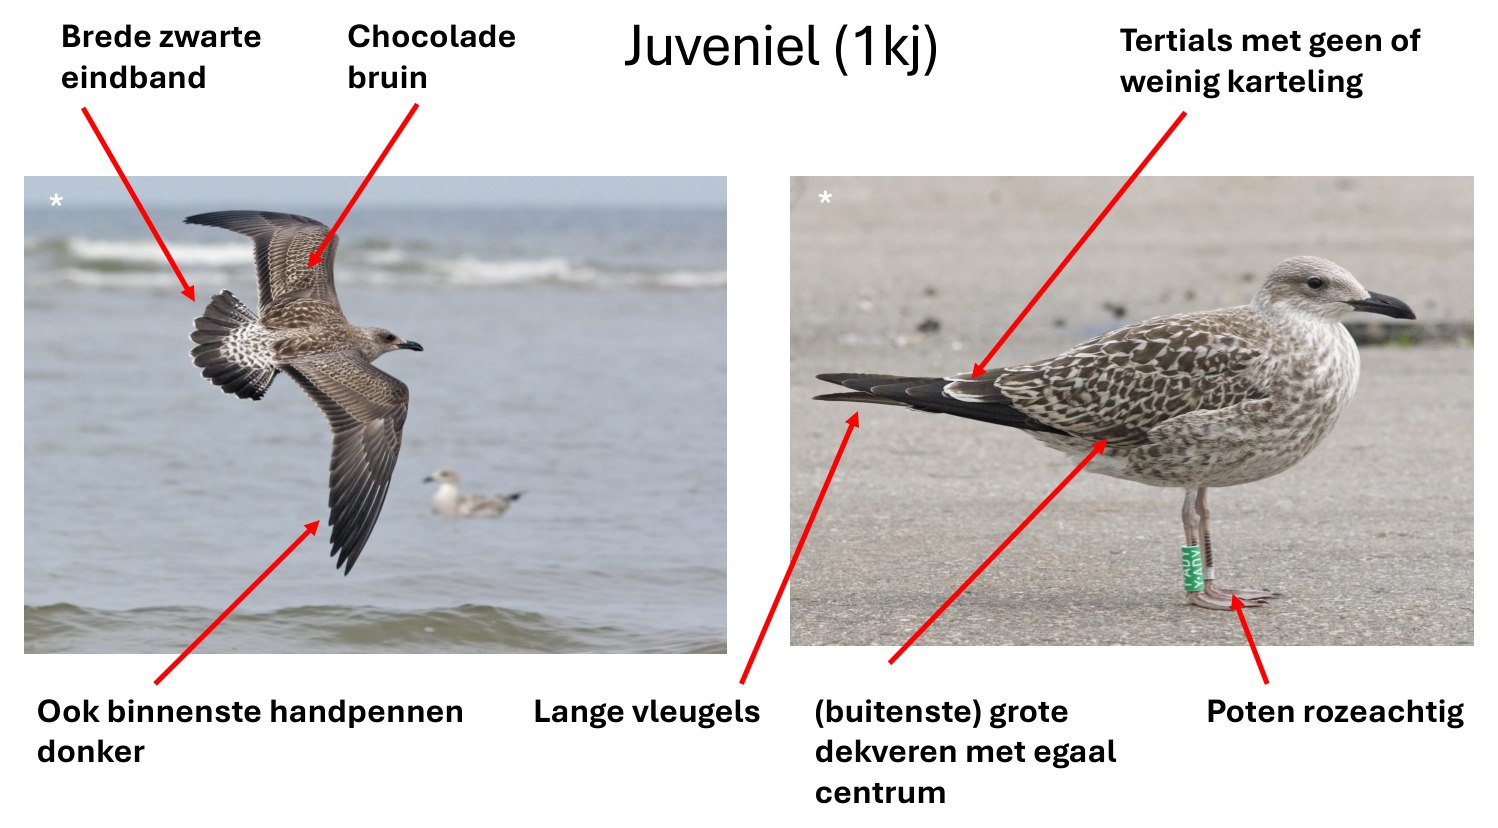 Juveniel (1kj)
Brede zwarte
eindband
Chocolade
bruin
Tertials met geen of
weinig karteling
*
*
Ook binnenste handpennen
donker
Lange vleugels
(buitenste) grote
dekveren met egaal
centrum
Poten rozeachtig